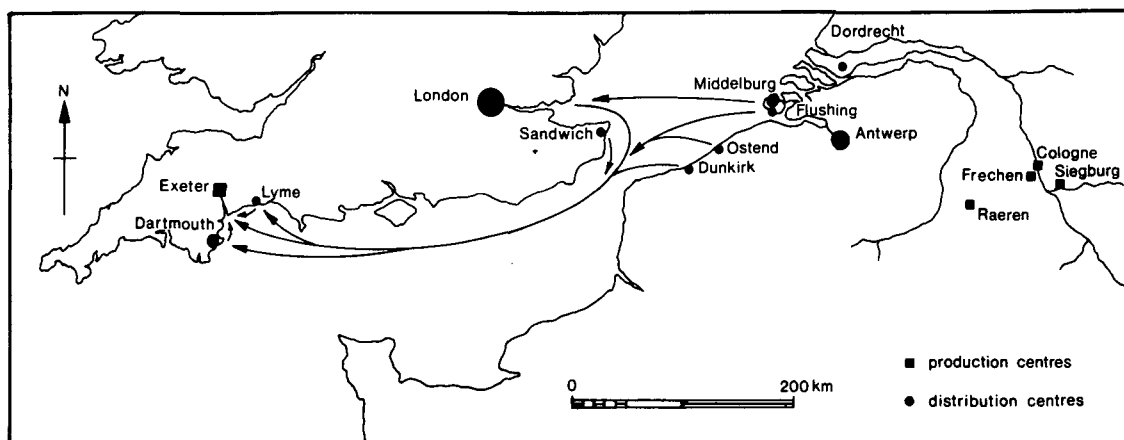 Dordrecht
N
Middelburg
London
Flushing
Sandwich
Antwerp
Ostend
Cologne
Dunkirk
Siegburg
Exeter
Lyme
Frechen
Raeren
Dartmouth
production centres
0 200 km
distribution centres